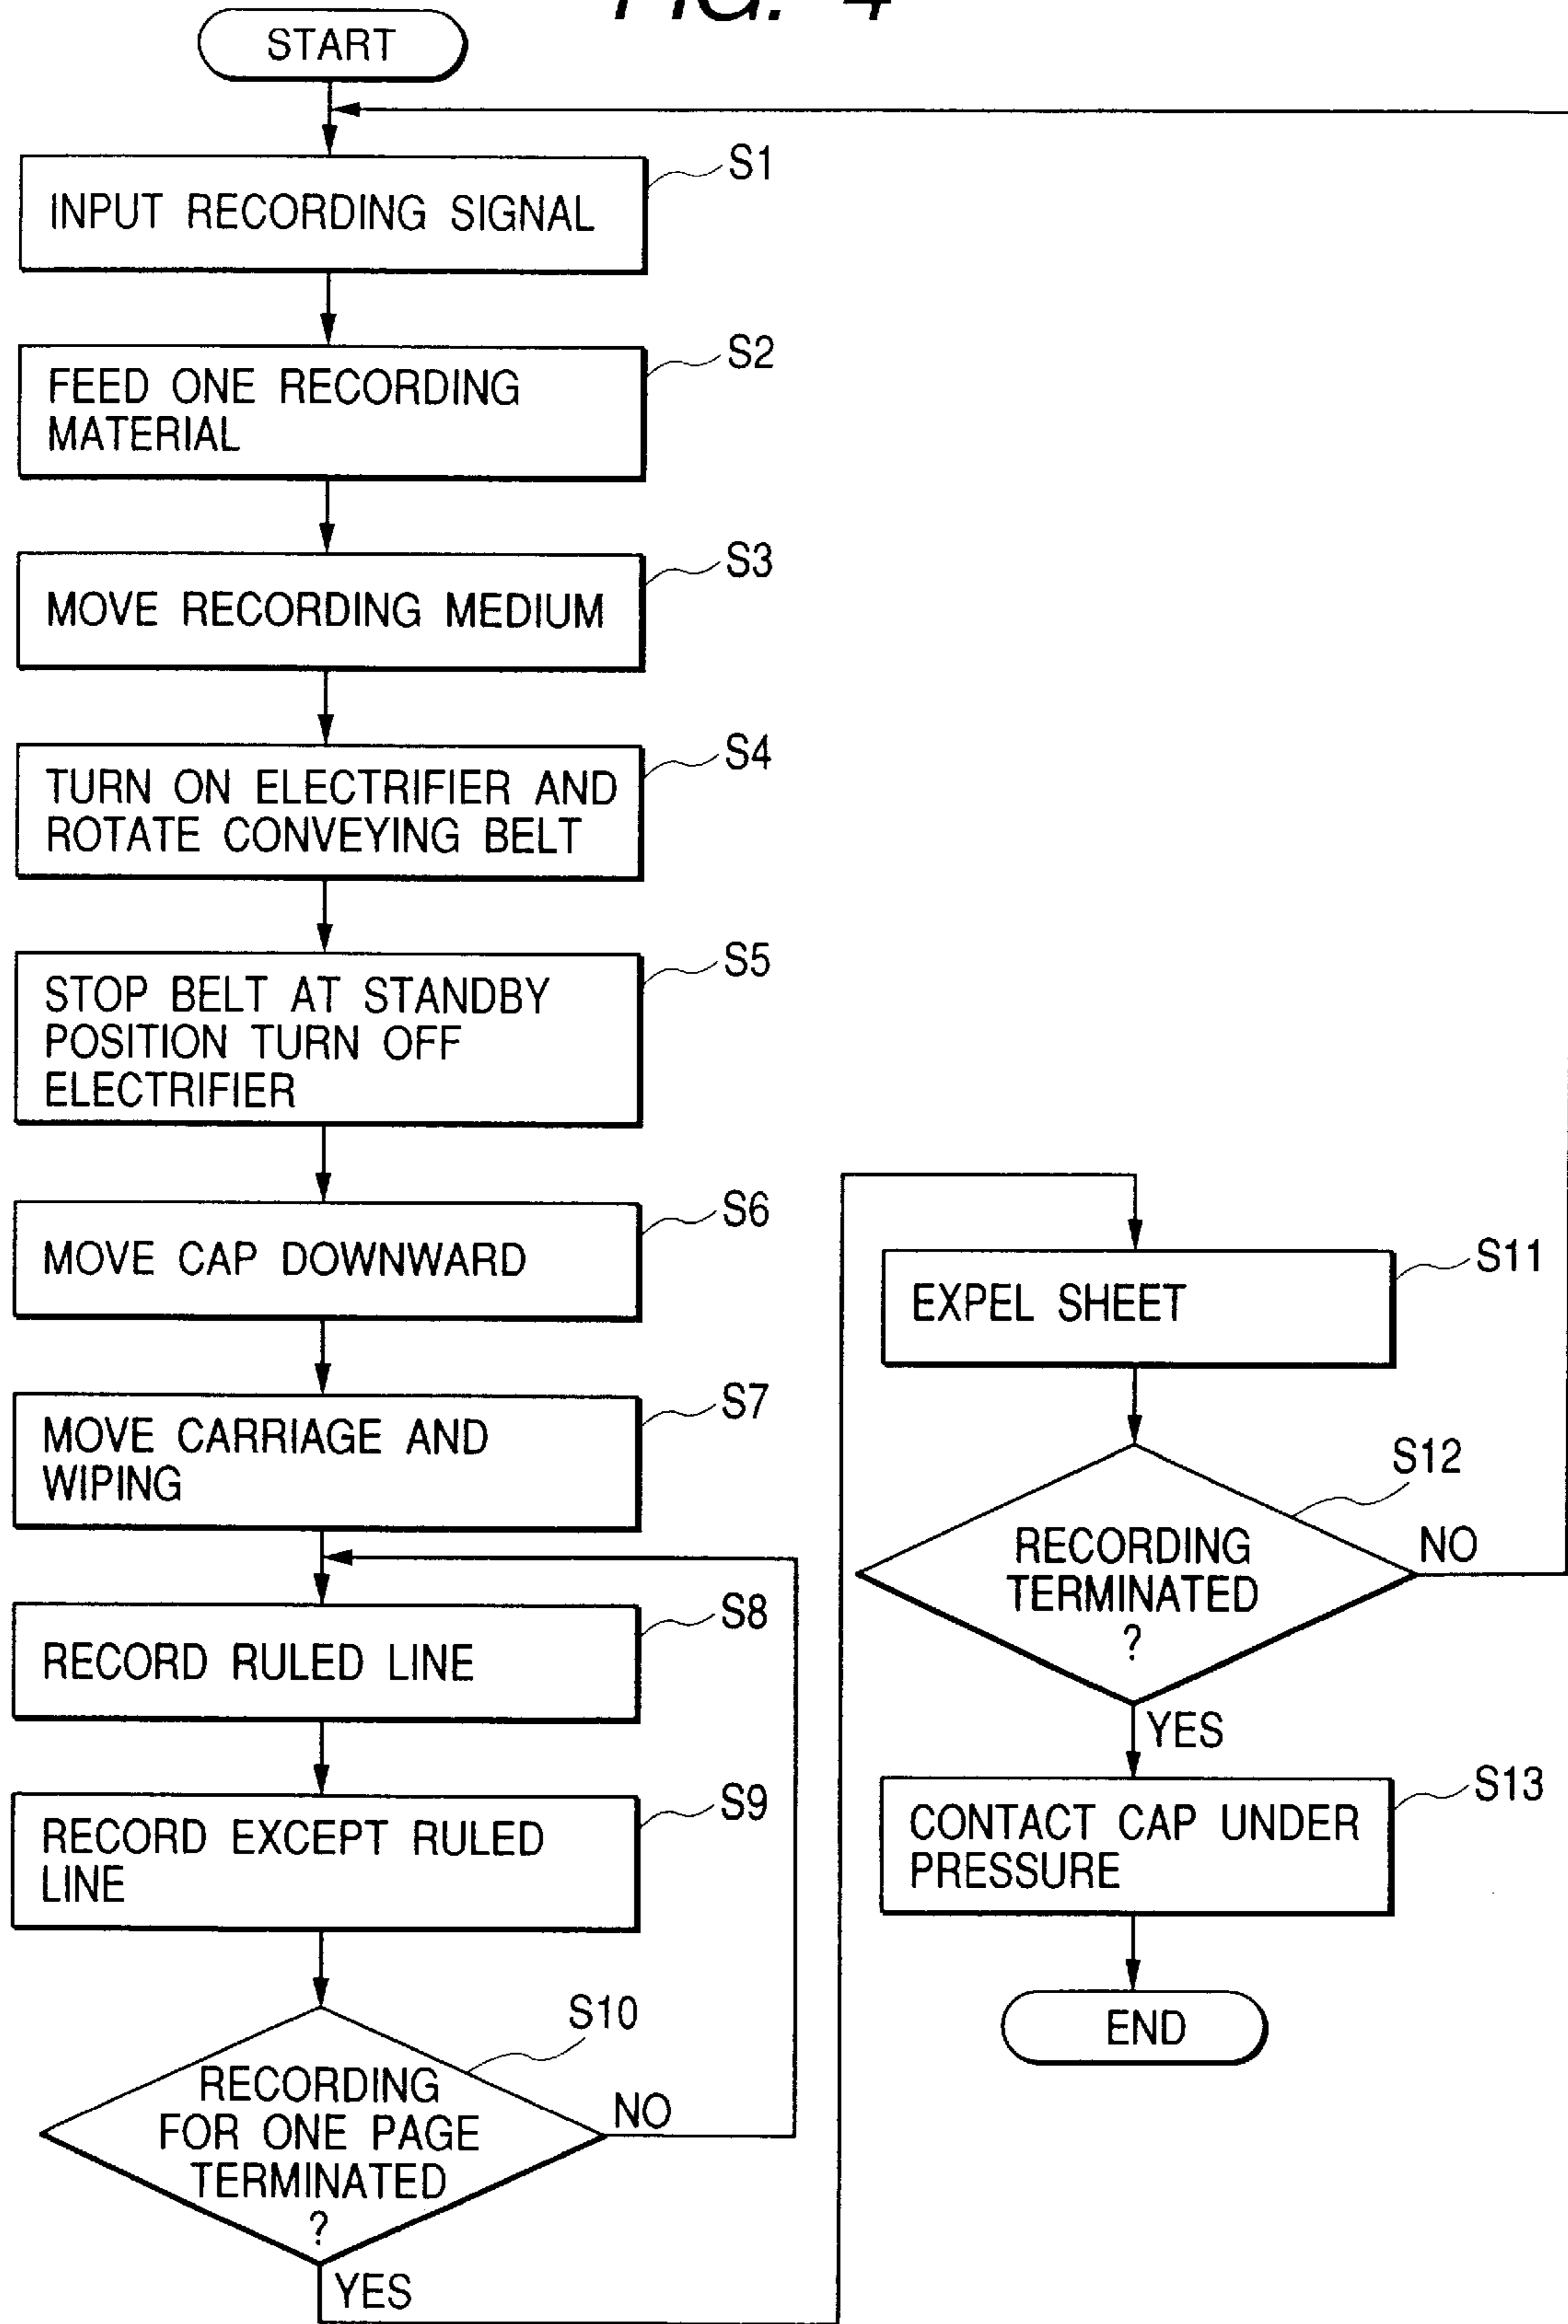 FIG. 4
START
S1
INPUT RECORDING SIGNAL
S2
FEED ONE RECORDING
MATERIAL
S3
MOVE RECORDING MEDIUM
S4
TURN ON ELECTRIFIER AND
ROTATE CONVEYING BELT
S5
STOP BELT AT STANDBY
POSITION TURN OFF
ELECTRIFIER
S6
MOVE CAP DOWNWARD
S7
MOVE CARRIAGE AND
WIPING
S8
RECORD RULED LINE
S9
RECORD EXCEPT RULED
LINE
S10
RECORDING
FOR ONE PAGE
TERMINATED
?
NO
YES
S11
EXPEL SHEET
S12
RECORDING
TERMINATED
?
NO
YES
S13
CONTACT CAP UNDER
PRESSURE
END